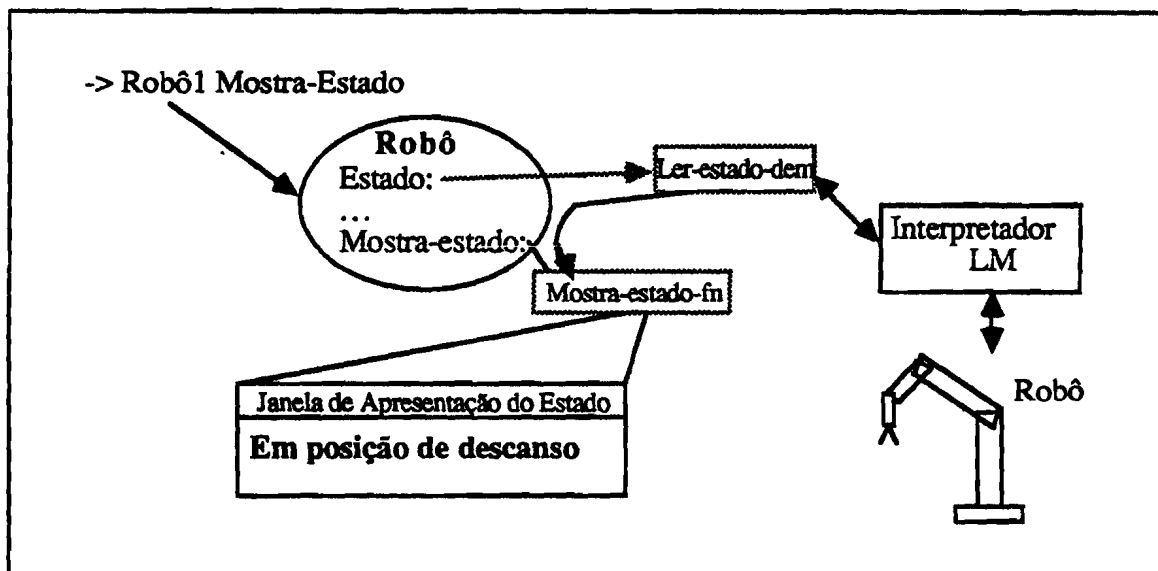 -> Robô1 Mostra-Estado
Robô
Estado:
...
Mostra-estado:
Ler-estado-dem
Interpretador
LM
Mostra-estado-fn
Robô
Janela de Apresentação do Estado
Em posição de descanso